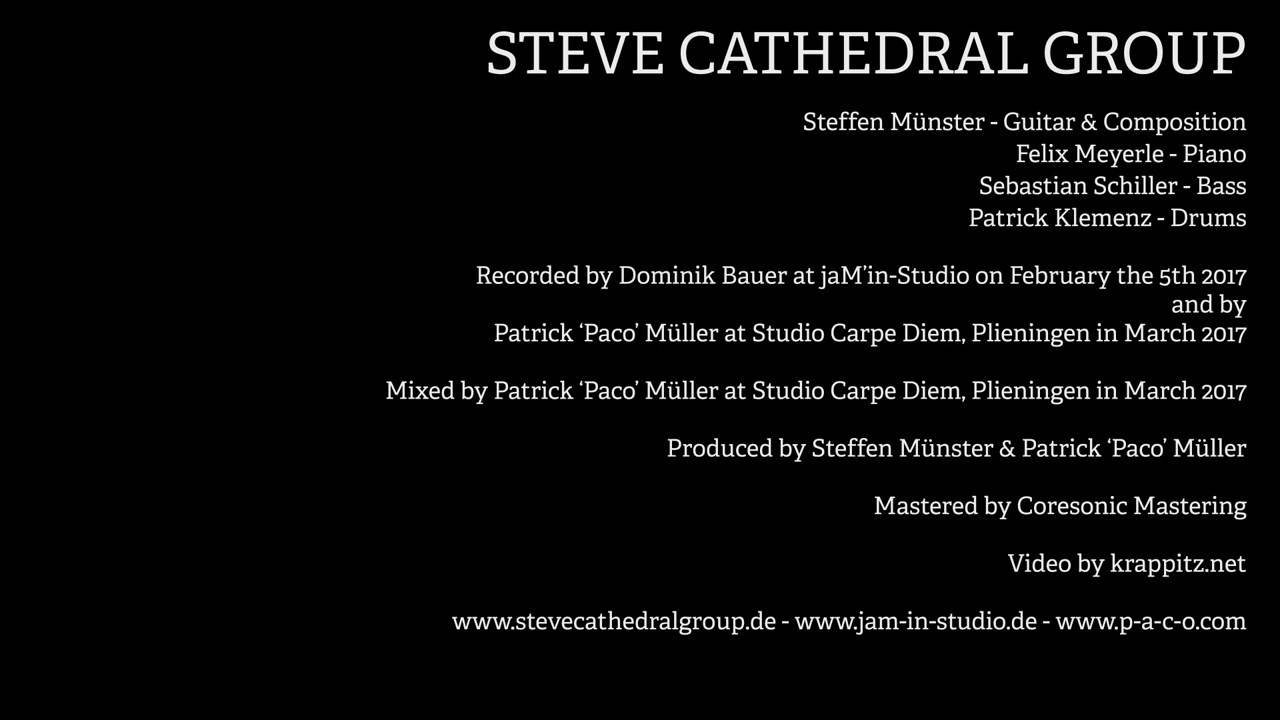 STEVE CATHEDRAL GROUP
Steffen Münster - Guitar & Composition
Felix Meyerle - Piano
Sebastian Schiller - Bass
Patrick Klemenz - Drums
Recorded by Dominik Bauer at jaM’in-Studio on February the 5th 2017
and by
Patrick ‘Paco’ Müller at Studio Carpe Diem, Plieningen in March 2017
Mixed by Patrick ‘Paco’ Müller at Studio Carpe Diem, Plieningen in March 2017
Produced by Steffen Münster & Patrick ‘Paco’ Müller
Mastered by Coresonic Mastering
Video by krappitz.net
www.stevecathedralgroup.de - www.jam-in-studio.de - www.p-a-c-o.com